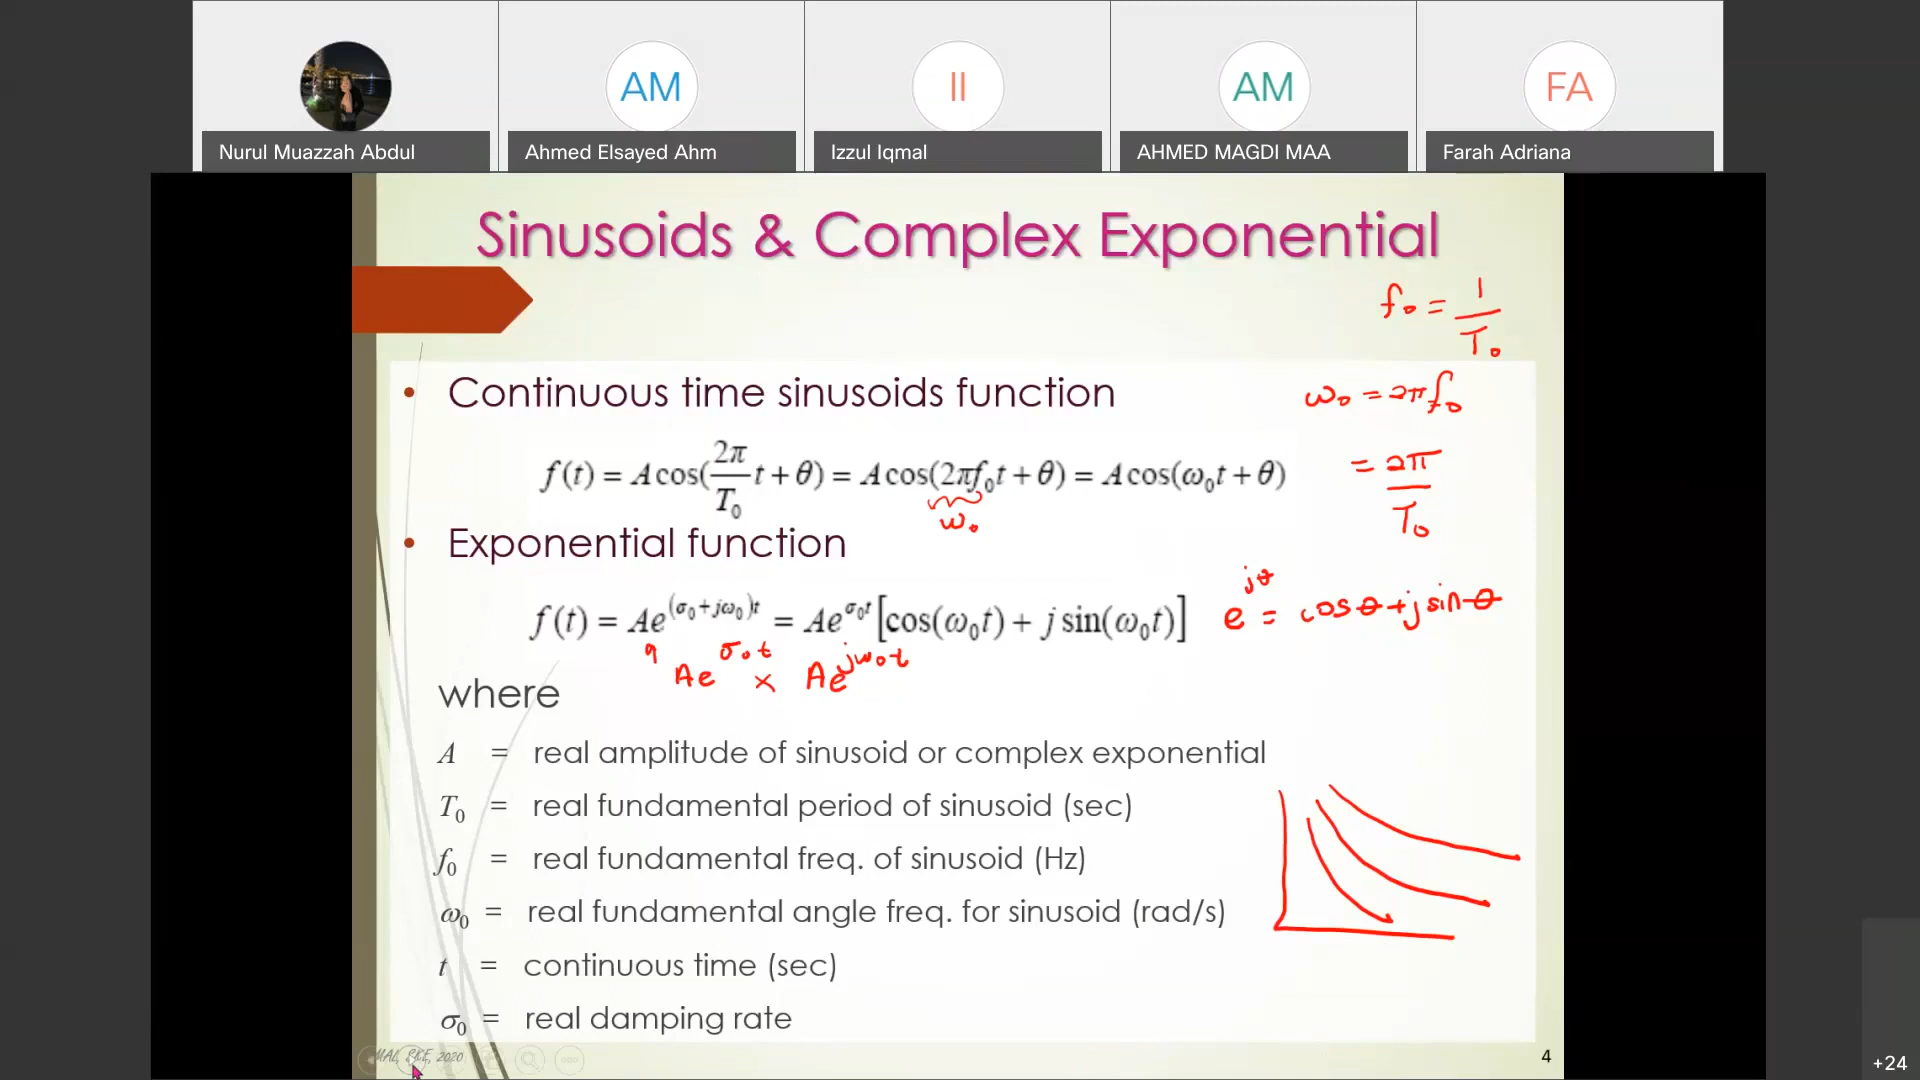 AM II AM FA
Nurul Muazzah Abdul Ahmed Elsayed Ahm Izzul Iqmal AHMED MAGDI MAA Farah Adriana
Sinusoids & Complex Exponential
f₀ = 1/T₀
• Continuous time sinusoids function
ω₀ = 2πf₀
f(t) = A cos(2π/T₀ t + θ) = A cos(2πf₀t + θ) = A cos(ω₀t + θ)
= 2π/T₀
ω₀
• Exponential function
f(t) = Ae^(σ₀+jω₀)t = Ae^σ₀t [cos(ω₀t) + j sin(ω₀t)]
e^jθ = cosθ + j sinθ
Ae^σ₀t × Ae^jω₀t
where
A = real amplitude of sinusoid or complex exponential
T₀ = real fundamental period of sinusoid (sec)
f₀ = real fundamental freq. of sinusoid (Hz)
ω₀ = real fundamental angle freq. for sinusoid (rad/s)
t = continuous time (sec)
σ₀ = real damping rate
2020
4
+24